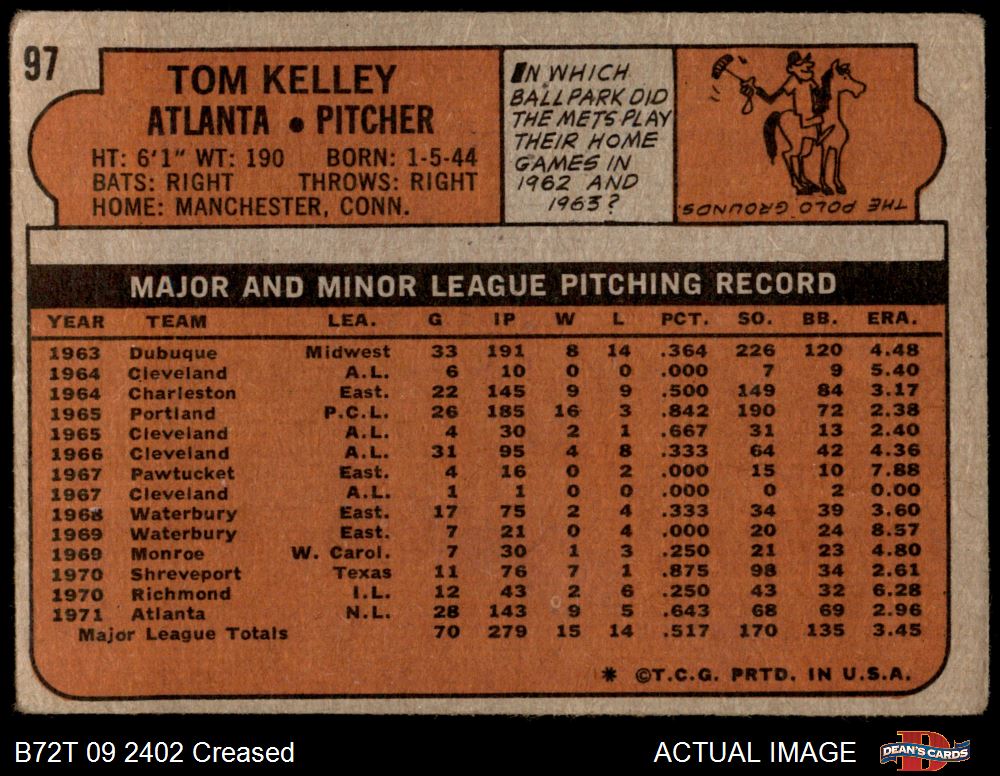 97
TOM KELLEY
ATLANTA • PITCHER
HT: 6'1" WT: 190 BORN: 1-5-44
BATS: RIGHT THROWS: RIGHT
HOME: MANCHESTER, CONN.
IN WHICH
BALLPARK DID
THE METS PLAY
THEIR HOME
GAMES IN
1962 AND
1963?
THE POLO GROUNDS
MAJOR AND MINOR LEAGUE PITCHING RECORD
YEAR TEAM LEA. G IP W L PCT. SO. BB. ERA.
1963 Dubuque Midwest 33 191 8 14 .364 226 120 4.48
1964 Cleveland A.L. 6 10 0 0 .000 7 9 5.40
1964 Charleston East. 22 145 9 9 .500 149 84 3.17
1965 Portland P.C.L. 26 185 16 3 .842 190 72 2.38
1965 Cleveland A.L. 4 30 2 1 .667 31 13 2.40
1966 Cleveland A.L. 31 95 4 8 .333 64 42 4.36
1967 Pawtucket East. 4 16 0 2 .000 15 10 7.88
1967 Cleveland A.L. 1 1 0 0 .000 0 2 0.00
1968 Waterbury East. 17 75 2 4 .333 34 39 3.60
1969 Waterbury East. 7 21 0 4 .000 20 24 8.57
1969 Monroe W. Carol. 7 30 1 3 .250 21 23 4.80
1970 Shreveport Texas 11 76 7 1 .875 98 34 2.61
1970 Richmond I.L. 12 43 2 6 .250 43 32 6.28
1971 Atlanta N.L. 28 143 9 5 .643 68 69 2.96
Major League Totals 70 279 15 14 .517 170 135 3.45
* ©T.C.G. PRTD. IN U.S.A.
B72T 09 2402 Creased
ACTUAL IMAGE
DEAN'S CARDS